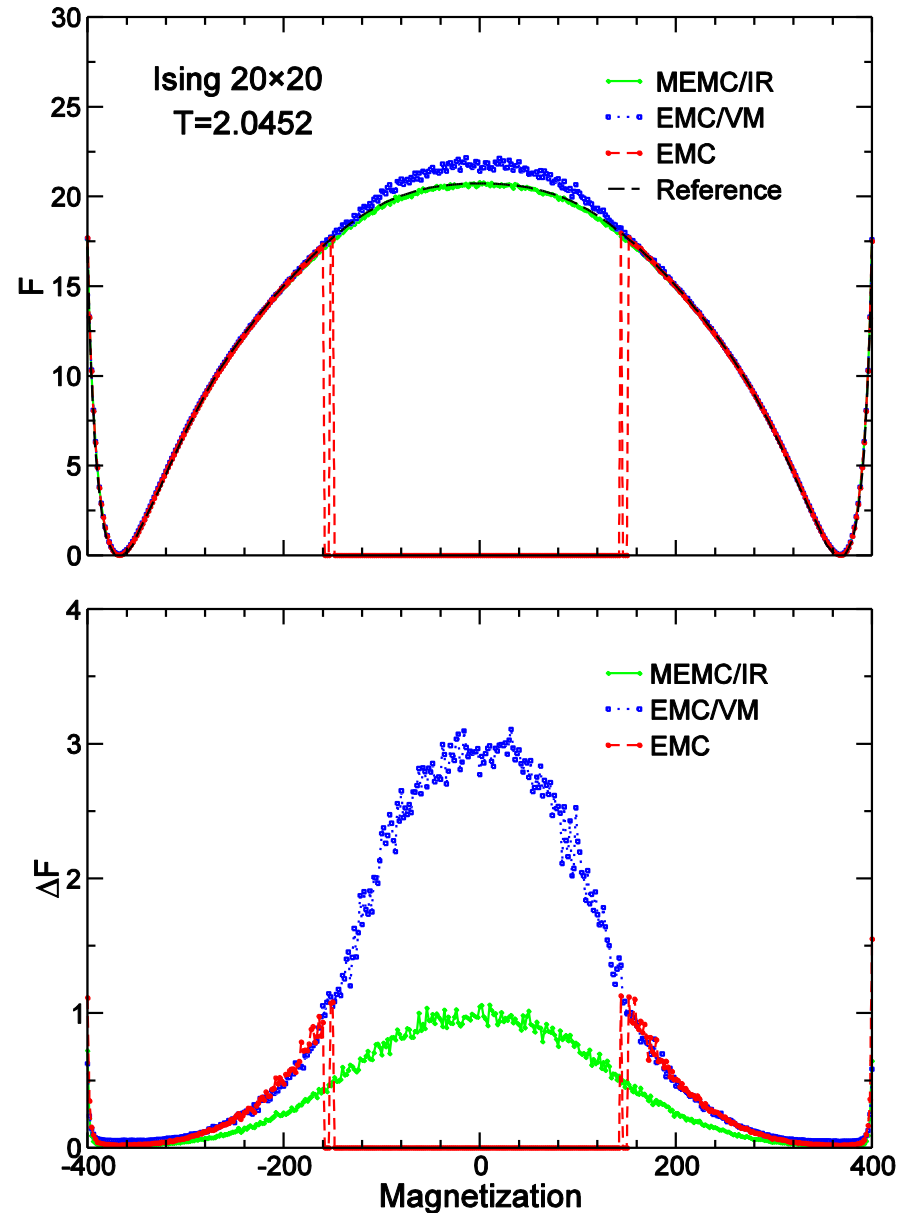 30
25
20
15
10
5
0
F
Ising 20×20
T=2.0452
MEMC/IR
EMC/VM
EMC
Reference
4
3
2
1
0
ΔF
MEMC/IR
EMC/VM
EMC
-400
-200
0
200
400
Magnetization